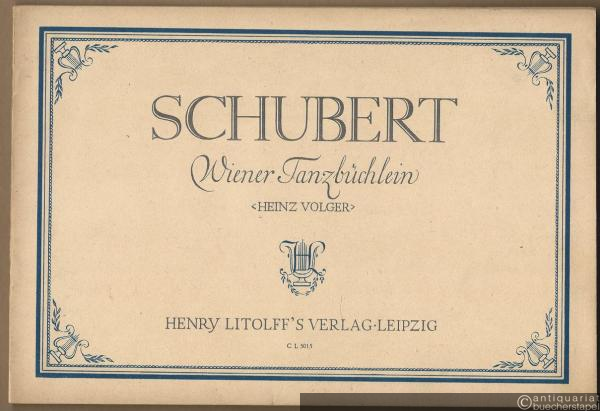 SCHUBERT
Wiener Tanzbüchlein
<HEINZ VOLGER>
HENRY LITOLFF'S VERLAG·LEIPZIG
C L 5015
antiquariat
buecherstapel